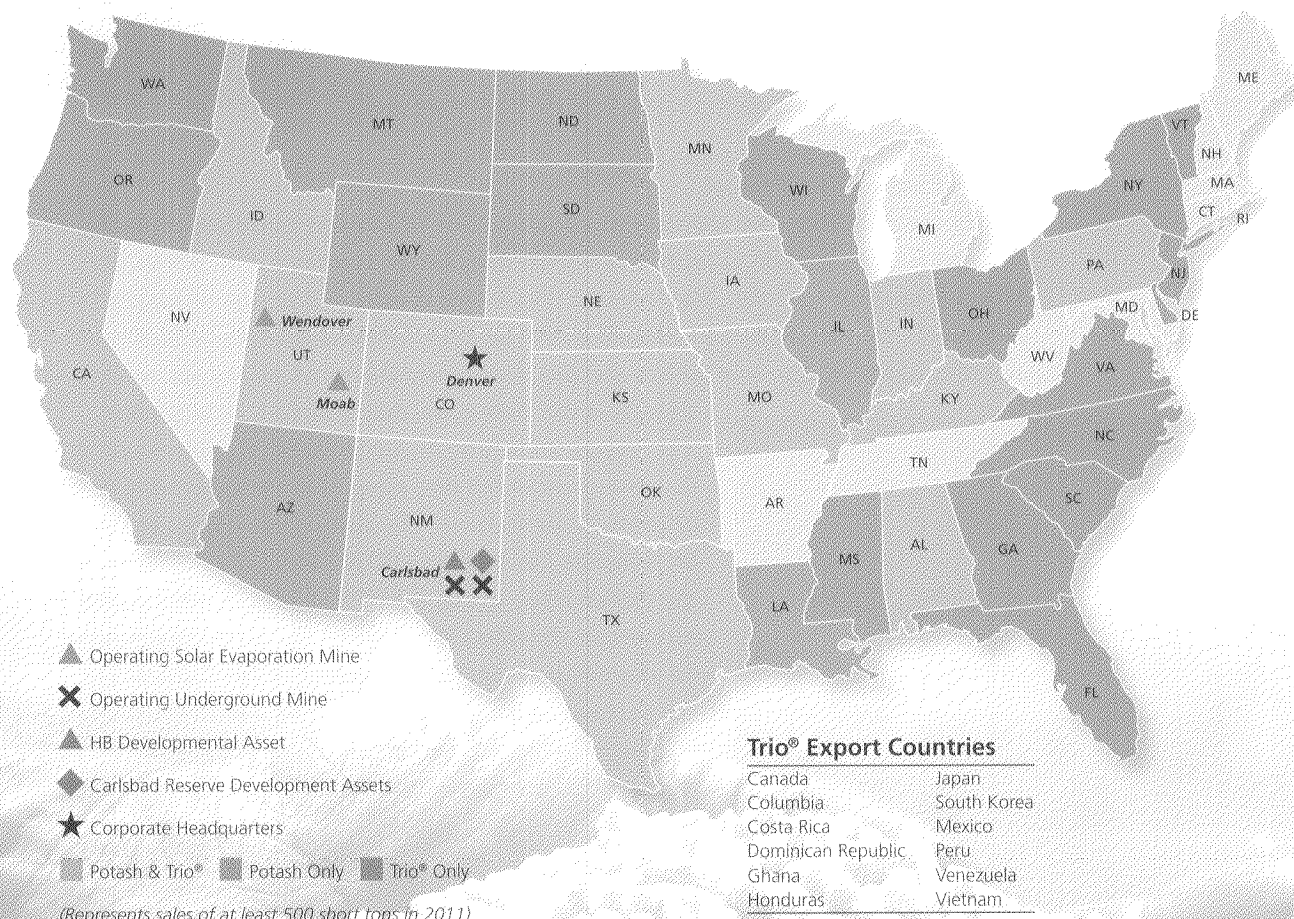 ME
WA
MT
ND
MN
VT
NH
OR
WI
NY
MA
ID
SD
CT
RI
MI
WY
IA
PA
NJ
NE
MD
DE
NV
Wendover
IL
IN
OH
UT
WV
CA
Denver
VA
Moab
CO
KS
MO
KY
NC
TN
AZ
OK
AR
SC
NM
AL
GA
MS
Carlsbad
TX
LA
FL
Operating Solar Evaporation Mine
Operating Underground Mine
HB Developmental Asset
Carlsbad Reserve Development Assets
Corporate Headquarters
Potash & Trio® Potash Only Trio® Only
(Represents sales of at least 500 short tons in 2011)
Trio® Export Countries
Canada Japan
Columbia South Korea
Costa Rica Mexico
Dominican Republic Peru
Ghana Venezuela
Honduras Vietnam